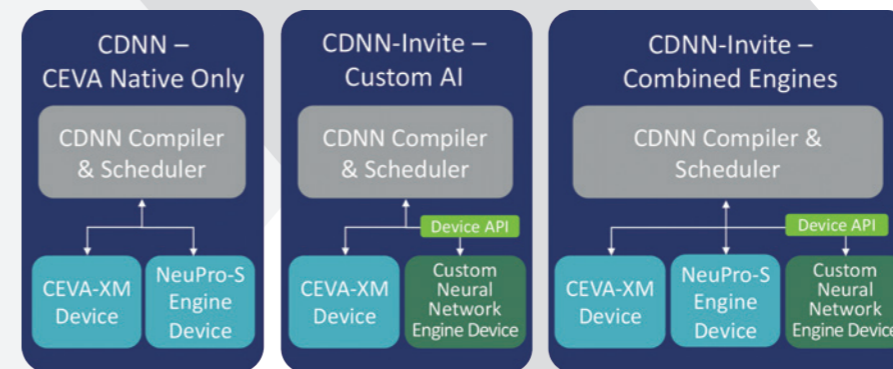 CDNN –
CEVA Native Only
CDNN Compiler
& Scheduler
CEVA-XM
Device
NeuPro-S
Engine
Device
CDNN-Invite –
Custom AI
CDNN Compiler
& Scheduler
Device API
CEVA-XM
Device
Custom
Neural
Network
Engine Device
CDNN-Invite –
Combined Engines
CDNN Compiler &
Scheduler
Device API
CEVA-XM
Device
NeuPro-S
Engine
Device
Custom
Neural
Network
Engine Device